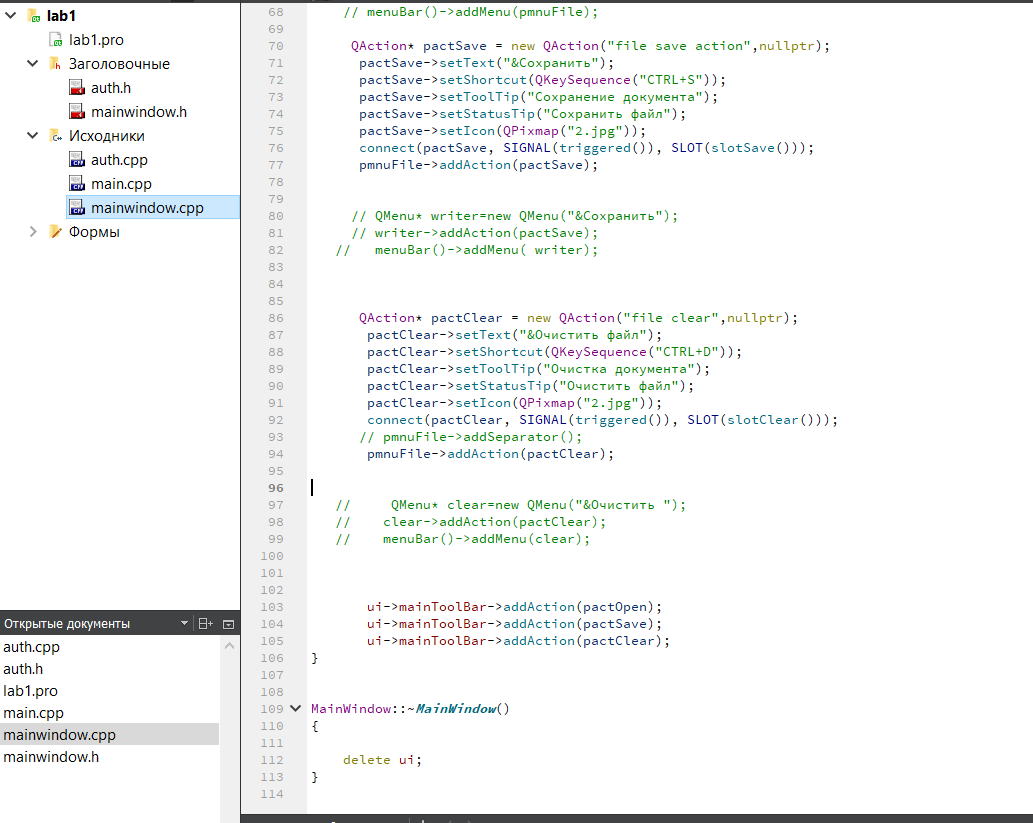 lab1
lab1.pro
Заголовочные
auth.h
mainwindow.h
Исходники
auth.cpp
main.cpp
mainwindow.cpp
Формы
Открытые документы
auth.cpp
auth.h
lab1.pro
main.cpp
mainwindow.cpp
mainwindow.h
68 // menuBar()->addMenu(pmnuFile);
69
70 QAction* pactSave = new QAction("file save action",nullptr);
71 pactSave->setText("&Сохранить");
72 pactSave->setShortcut(QKeySequence("CTRL+S"));
73 pactSave->setToolTip("Сохранение документа");
74 pactSave->setStatusTip("Сохранить файл");
75 pactSave->setIcon(QPixmap("2.jpg"));
76 connect(pactSave, SIGNAL(triggered()), SLOT(slotSave()));
77 pmnuFile->addAction(pactSave);
78
79
80 // QMenu* writer=new QMenu("&Сохранить");
81 // writer->addAction(pactSave);
82 // menuBar()->addMenu( writer);
83
84
85
86 QAction* pactClear = new QAction("file clear",nullptr);
87 pactClear->setText("&Очистить файл");
88 pactClear->setShortcut(QKeySequence("CTRL+D"));
89 pactClear->setToolTip("Очистка документа");
90 pactClear->setStatusTip("Очистить файл");
91 pactClear->setIcon(QPixmap("2.jpg"));
92 connect(pactClear, SIGNAL(triggered()), SLOT(slotClear()));
93 // pmnuFile->addSeparator();
94 pmnuFile->addAction(pactClear);
95
96
97 // QMenu* clear=new QMenu("&Очистить ");
98 // clear->addAction(pactClear);
99 // menuBar()->addMenu(clear);
100
101
102
103 ui->mainToolBar->addAction(pactOpen);
104 ui->mainToolBar->addAction(pactSave);
105 ui->mainToolBar->addAction(pactClear);
106 }
107
108
109 MainWindow::~MainWindow()
110 {
111
112 delete ui;
113 }
114